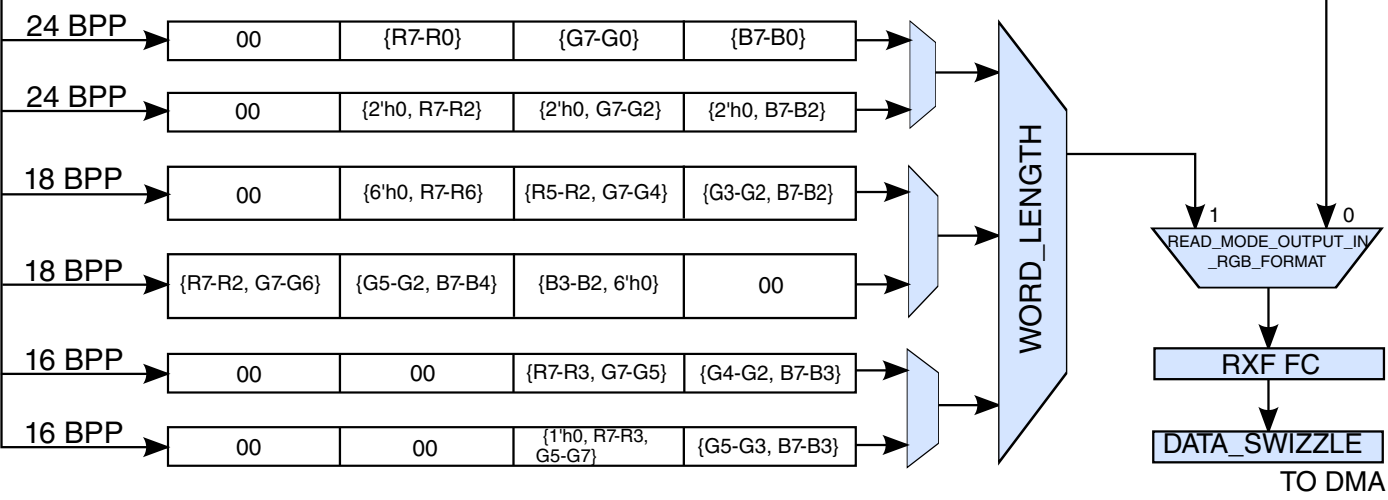 24 BPP
00
{R7-R0}
{G7-G0}
{B7-B0}
24 BPP
00
{2'h0, R7-R2}
{2'h0, G7-G2}
{2'h0, B7-B2}
18 BPP
00
{6'h0, R7-R6}
{R5-R2, G7-G4}
{G3-G2, B7-B2}
18 BPP
{R7-R2, G7-G6}
{G5-G2, B7-B4}
{B3-B2, 6'h0}
00
16 BPP
00
00
{R7-R3, G7-G5}
{G4-G2, B7-B3}
16 BPP
00
00
{1'h0, R7-R3,
G5-G7}
{G5-G3, B7-B3}
WORD_LENGTH
1
0
READ_MODE_OUTPUT_IN
_RGB_FORMAT
RXF FC
DATA_SWIZZLE
TO DMA